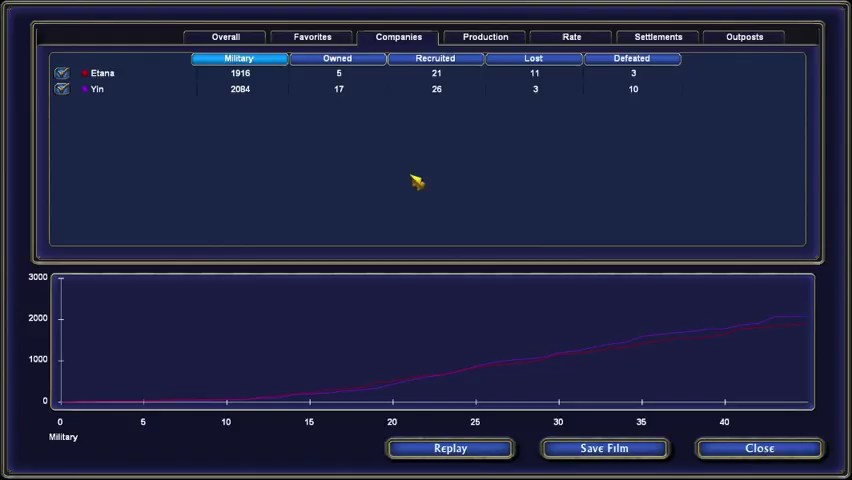 Overall Favorites Companies Production Rate Settlements Outposts
Military Owned Recruited Lost Defeated
Etana 1916 5 21 11 3
Yin 2084 17 26 3 10
3000
2000
1000
0
0 5 10 15 20 25 30 35 40
Military
Replay Save Film Close